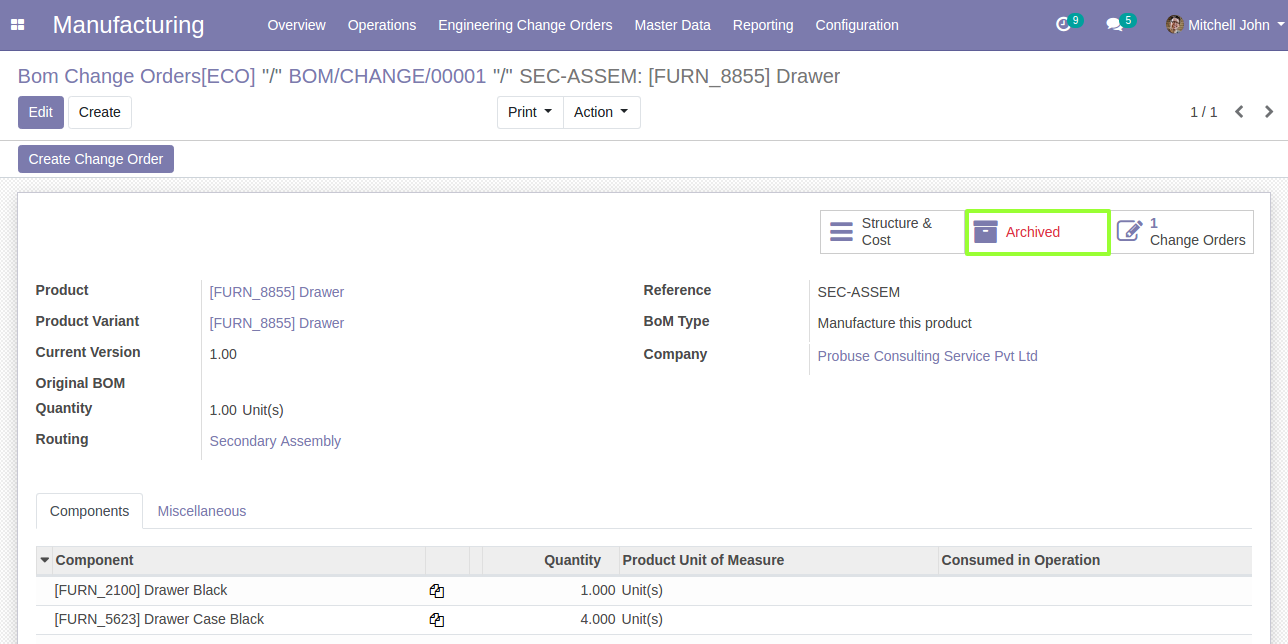 Manufacturing Overview Operations Engineering Change Orders Master Data Reporting Configuration 9 5 Mitchell John
Bom Change Orders[ECO] "/" BOM/CHANGE/00001 "/" SEC-ASSEM: [FURN_8855] Drawer
Edit Create Print Action 1 / 1
Create Change Order
Structure & Cost
Archived
1 Change Orders
Product [FURN_8855] Drawer
Product Variant [FURN_8855] Drawer
Current Version 1.00
Original BOM
Quantity 1.00 Unit(s)
Routing Secondary Assembly
Reference SEC-ASSEM
BoM Type Manufacture this product
Company Probuse Consulting Service Pvt Ltd
Components Miscellaneous
Component Quantity Product Unit of Measure Consumed in Operation
[FURN_2100] Drawer Black 1.000 Unit(s)
[FURN_5623] Drawer Case Black 4.000 Unit(s)